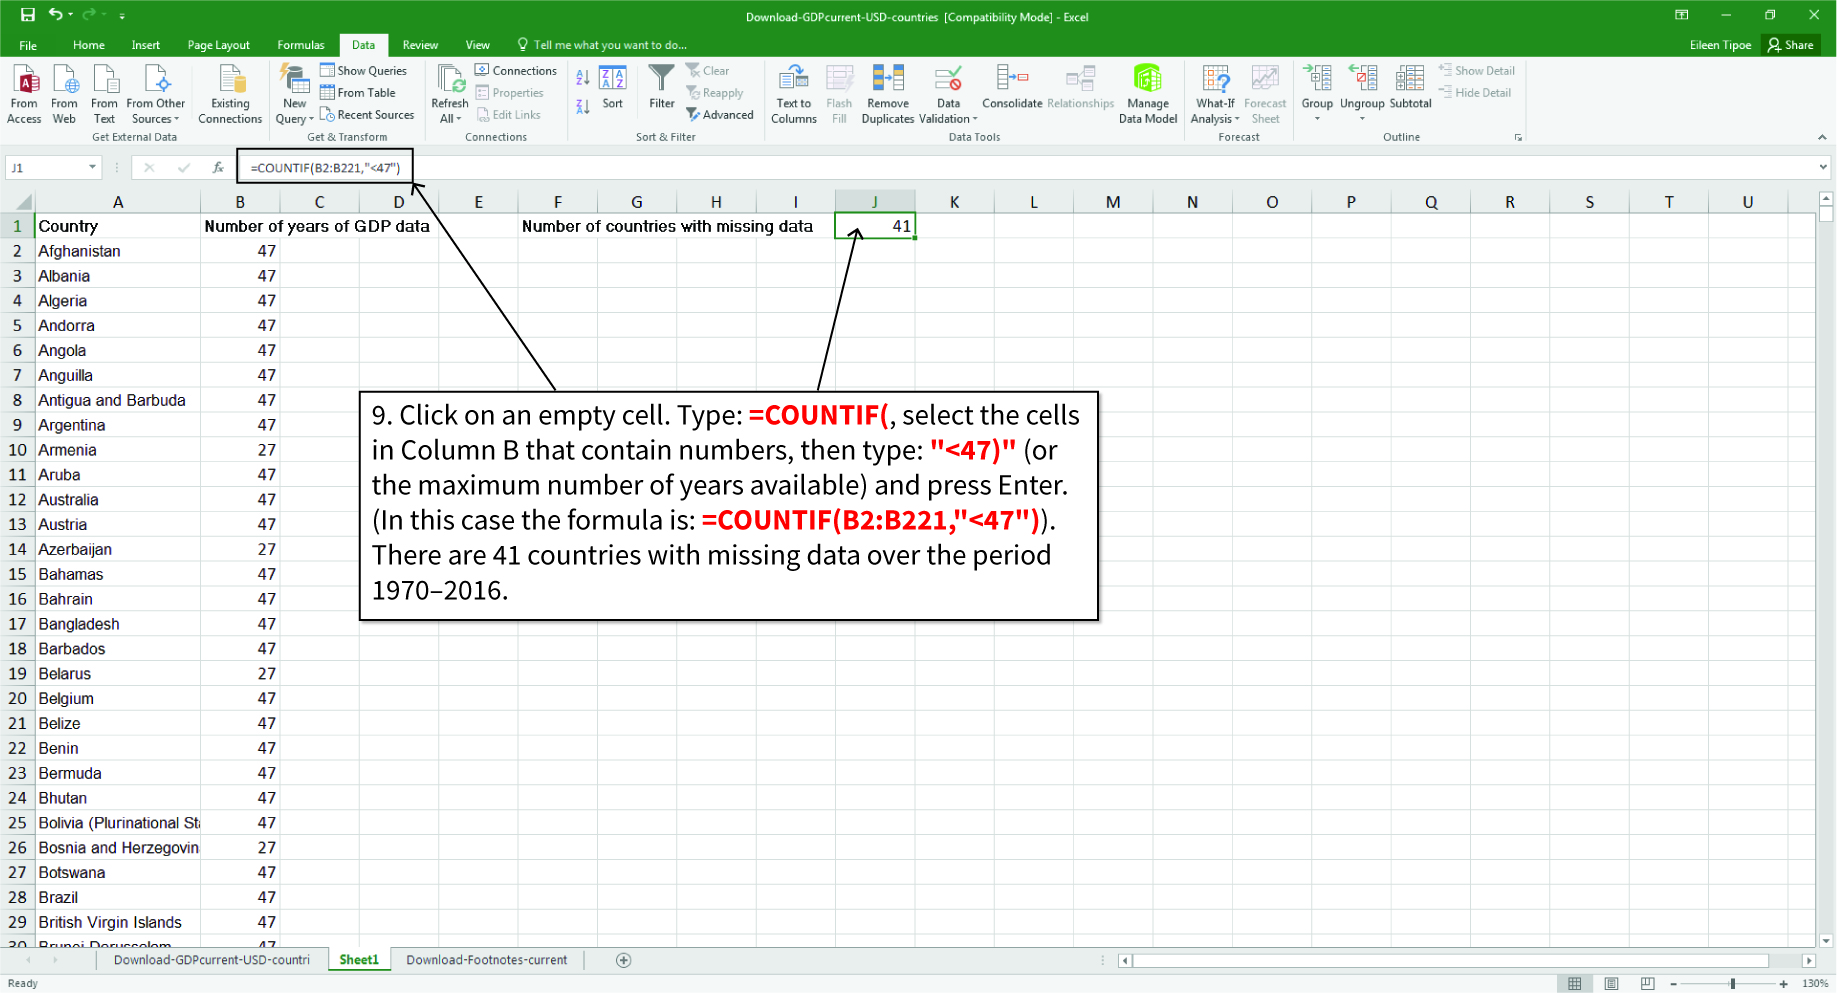 Download-GDPcurrent-USD-countries [Compatibility Mode] - Excel
File Home Insert Page Layout Formulas Data Review View Tell me what you want to do... Eileen Tipoe Share
From Access
From Web
From Text
From Other Sources
Get External Data
Existing Connections
New Query
Show Queries
From Table
Recent Sources
Get & Transform
Refresh All
Connections
Properties
Edit Links
Connections
Sort
Filter
Clear
Reapply
Advanced
Sort & Filter
Text to Columns
Flash Fill
Remove Duplicates
Data Validation
Consolidate
Relationships
Manage Data Model
Data Tools
What-If Analysis
Forecast Sheet
Forecast
Group
Ungroup
Subtotal
Show Detail
Hide Detail
Outline
J1 fx =COUNTIF(B2:B221,"<47")
A B C D E F G H I J K L M N O P Q R S T U
1 Country Number of years of GDP data Number of countries with missing data 41
2 Afghanistan 47
3 Albania 47
4 Algeria 47
5 Andorra 47
6 Angola 47
7 Anguilla 47
8 Antigua and Barbuda 47
9 Argentina 47
10 Armenia 27
11 Aruba 47
12 Australia 47
13 Austria 47
14 Azerbaijan 27
15 Bahamas 47
16 Bahrain 47
17 Bangladesh 47
18 Barbados 47
19 Belarus 27
20 Belgium 47
21 Belize 47
22 Benin 47
23 Bermuda 47
24 Bhutan 47
25 Bolivia (Plurinational Sta 47
26 Bosnia and Herzegovin 27
27 Botswana 47
28 Brazil 47
29 British Virgin Islands 47
30 Brunei Darussalam 47
9. Click on an empty cell. Type: =COUNTIF(, select the cells
in Column B that contain numbers, then type: "<47)" (or
the maximum number of years available) and press Enter.
(In this case the formula is: =COUNTIF(B2:B221,"<47")).
There are 41 countries with missing data over the period
1970–2016.
Download-GDPcurrent-USD-countri Sheet1 Download-Footnotes-current
Ready 130%